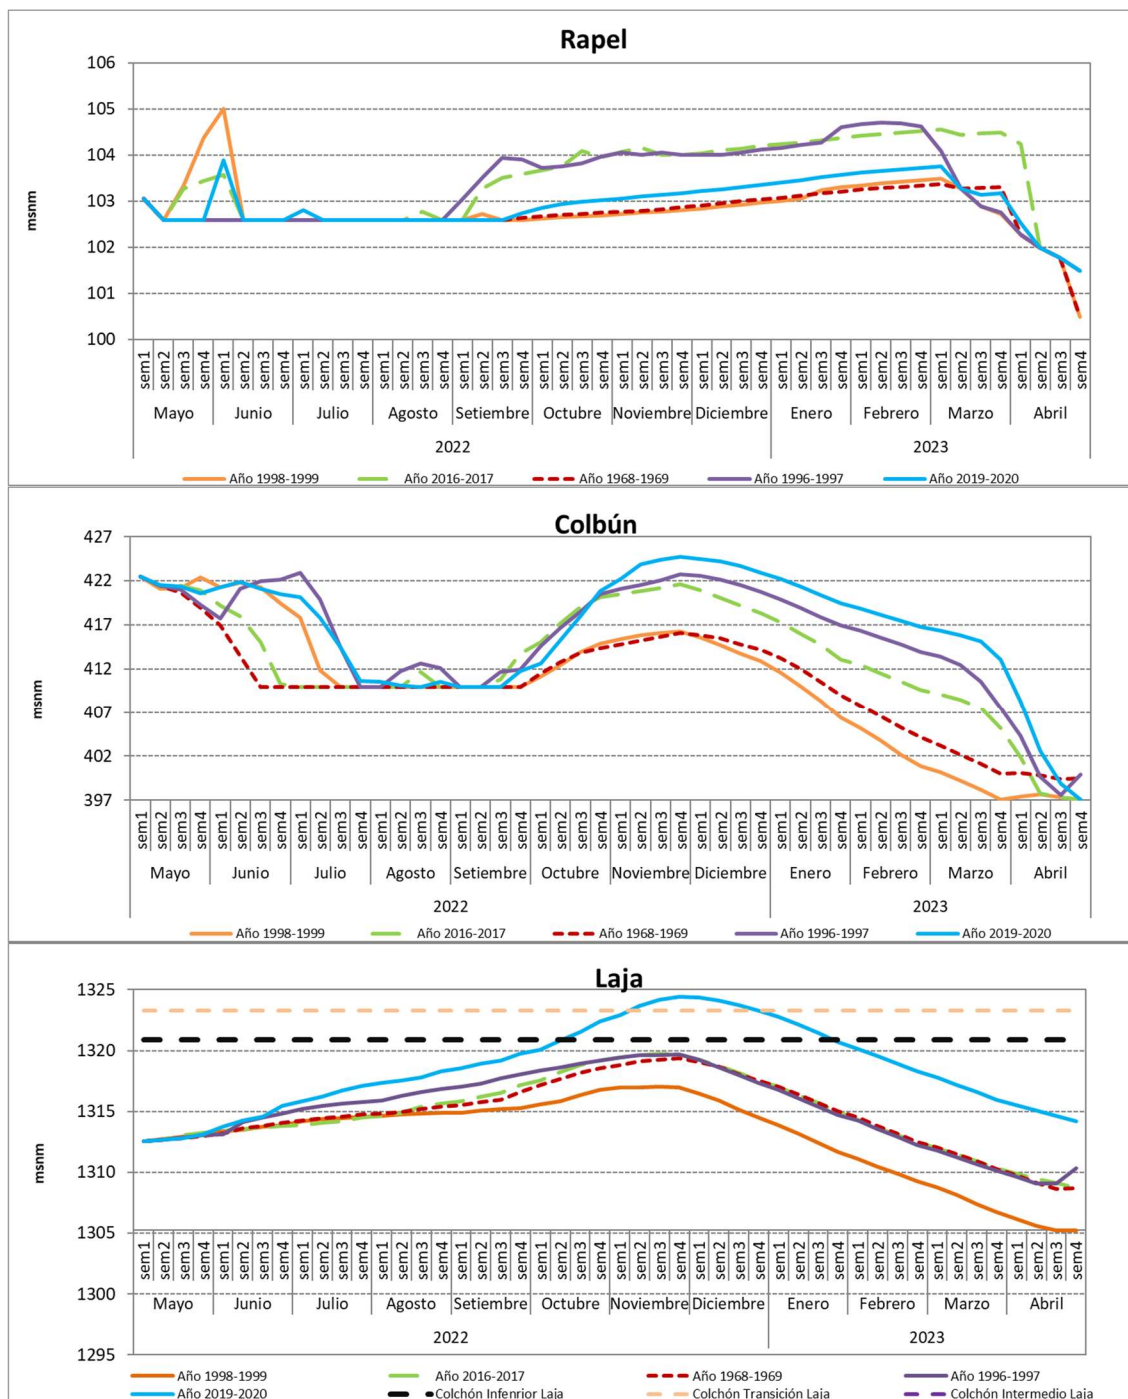 Rapel
106
105
104
103
102
101
100
msnm
sem1 sem2 sem3 sem4 sem1 sem2 sem3 sem4 sem1 sem2 sem3 sem4 sem1 sem2 sem3 sem4 sem1 sem2 sem3 sem4 sem1 sem2 sem3 sem4 sem1 sem2 sem3 sem4 sem1 sem2 sem3 sem4 sem1 sem2 sem3 sem4 sem1 sem2 sem3 sem4 sem1 sem2 sem3 sem4 sem1 sem2 sem3 sem4
Mayo Junio Julio Agosto Setiembre Octubre Noviembre Diciembre Enero Febrero Marzo Abril
2022 2023
Año 1998-1999 Año 2016-2017 Año 1968-1969 Año 1996-1997 Año 2019-2020
Colbún
427
422
417
412
407
402
397
msnm
sem1 sem2 sem3 sem4 sem1 sem2 sem3 sem4 sem1 sem2 sem3 sem4 sem1 sem2 sem3 sem4 sem1 sem2 sem3 sem4 sem1 sem2 sem3 sem4 sem1 sem2 sem3 sem4 sem1 sem2 sem3 sem4 sem1 sem2 sem3 sem4 sem1 sem2 sem3 sem4 sem1 sem2 sem3 sem4 sem1 sem2 sem3 sem4
Mayo Junio Julio Agosto Setiembre Octubre Noviembre Diciembre Enero Febrero Marzo Abril
2022 2023
Año 1998-1999 Año 2016-2017 Año 1968-1969 Año 1996-1997 Año 2019-2020
Laja
1325
1320
1315
1310
1305
1300
1295
msnm
sem1 sem2 sem3 sem4 sem1 sem2 sem3 sem4 sem1 sem2 sem3 sem4 sem1 sem2 sem3 sem4 sem1 sem2 sem3 sem4 sem1 sem2 sem3 sem4 sem1 sem2 sem3 sem4 sem1 sem2 sem3 sem4 sem1 sem2 sem3 sem4 sem1 sem2 sem3 sem4 sem1 sem2 sem3 sem4 sem1 sem2 sem3 sem4
Mayo Junio Julio Agosto Setiembre Octubre Noviembre Diciembre Enero Febrero Marzo Abril
2022 2023
Año 1998-1999 Año 2016-2017 Año 1968-1969 Año 1996-1997
Año 2019-2020 Colchón Infenrior Laja Colchón Transición Laja Colchón Intermedio Laja